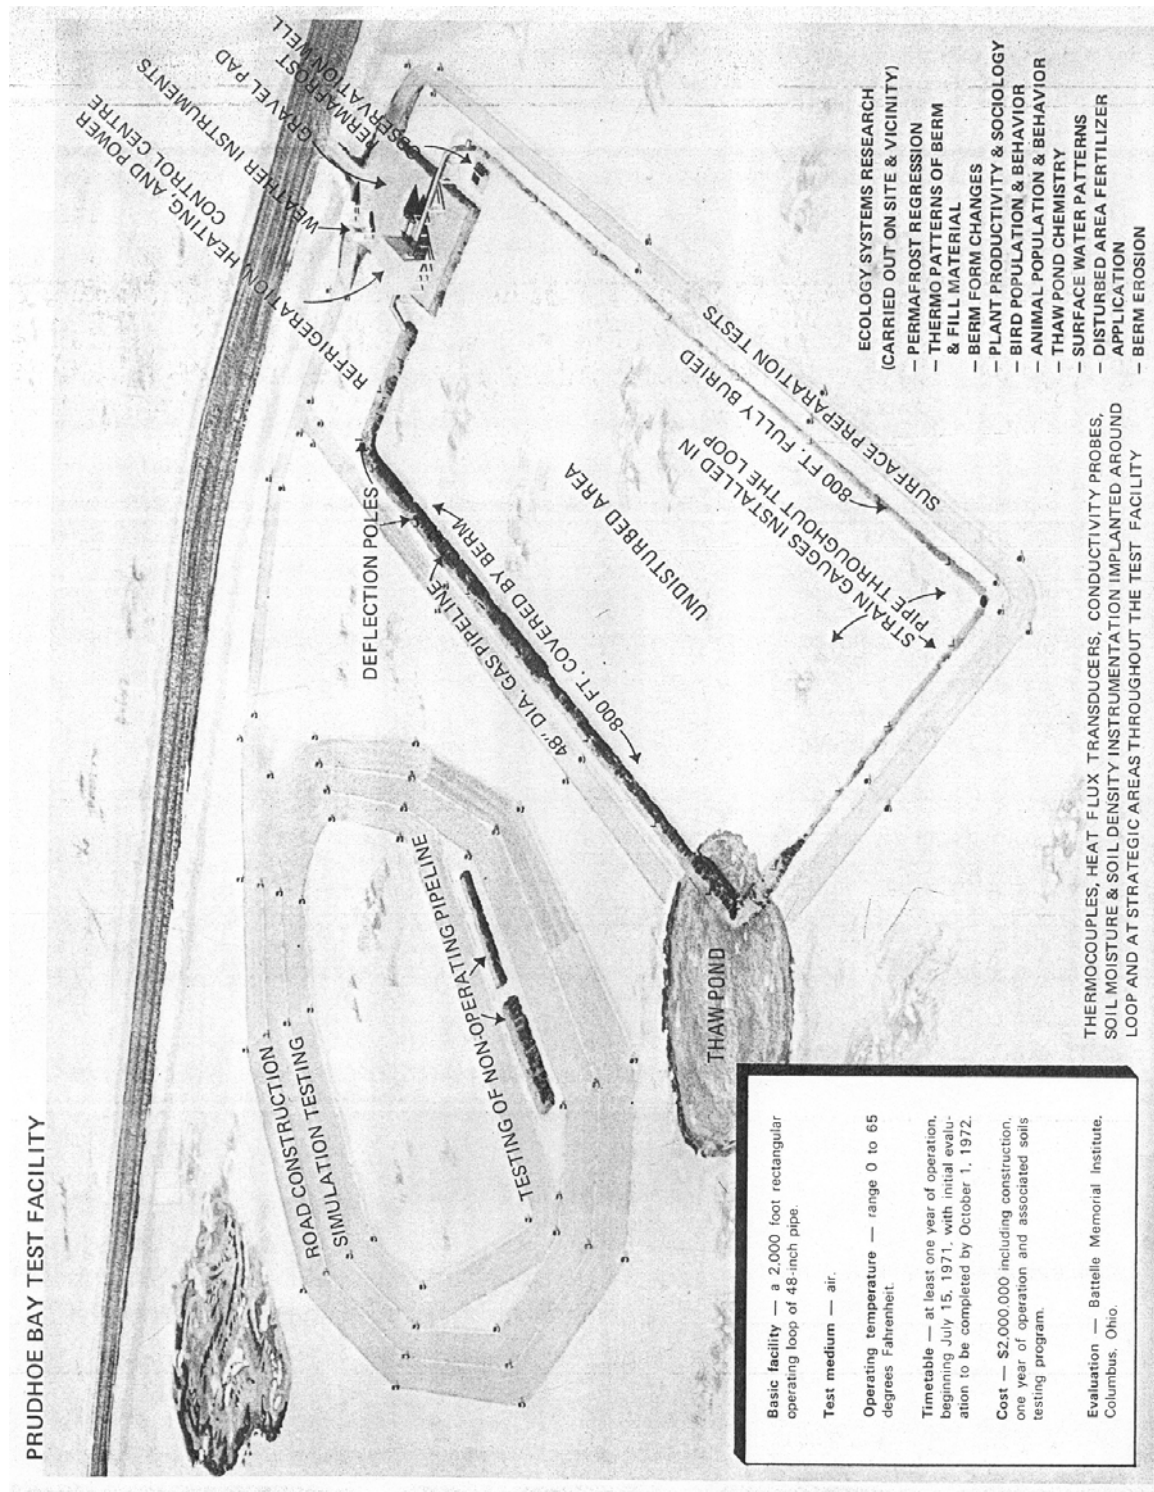 PRUDHOE BAY TEST FACILITY
REFRIGERATION, HEATING, AND POWER
CONTROL CENTRE
WEATHER INSTRUMENTS
GRAVEL PAD
PERMAFROST
OBSERVATION WELL
DEFLECTION POLES
48" DIA. GAS PIPELINE
800 FT. COVERED BY BERM
UNDISTURBED AREA
STRAIN GAUGES INSTALLED IN
PIPE THROUGHOUT THE LOOP
800 FT. FULLY BURIED
SURFACE PREPARATION TESTS
ROAD CONSTRUCTION
SIMULATION TESTING
TESTING OF NON-OPERATING PIPELINE
THAW POND
Basic facility — a 2,000 foot rectangular
operating loop of 48-inch pipe.
Test medium — air.
Operating temperature — range 0 to 65
degrees Fahrenheit.
Timetable — at least one year of operation,
beginning July 15, 1971, with initial evalu-
ation to be completed by October 1, 1972.
Cost — $2,000,000 including construction,
one year of operation and associated soils
testing program.
Evaluation — Battelle Memorial Institute,
Columbus, Ohio.
THERMOCOUPLES, HEAT FLUX TRANSDUCERS, CONDUCTIVITY PROBES,
SOIL MOISTURE & SOIL DENSITY INSTRUMENTATION IMPLANTED AROUND
LOOP AND AT STRATEGIC AREAS THROUGHOUT THE TEST FACILITY
ECOLOGY SYSTEMS RESEARCH
(CARRIED OUT ON SITE & VICINITY)
— PERMAFROST REGRESSION
— THERMO PATTERNS OF BERM
& FILL MATERIAL
— BERM FORM CHANGES
— PLANT PRODUCTIVITY & SOCIOLOGY
— BIRD POPULATION & BEHAVIOR
— ANIMAL POPULATION & BEHAVIOR
— THAW POND CHEMISTRY
— SURFACE WATER PATTERNS
— DISTURBED AREA FERTILIZER
APPLICATION
— BERM EROSION